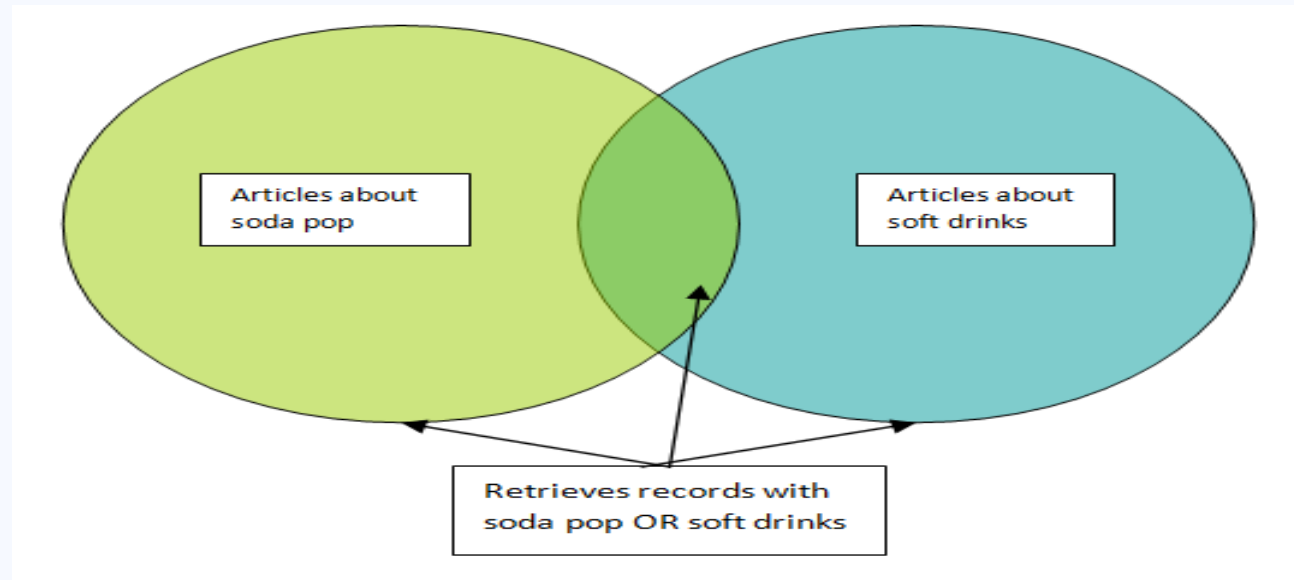 Articles about
soda pop
Articles about
soft drinks
Retrieves records with
soda pop OR soft drinks